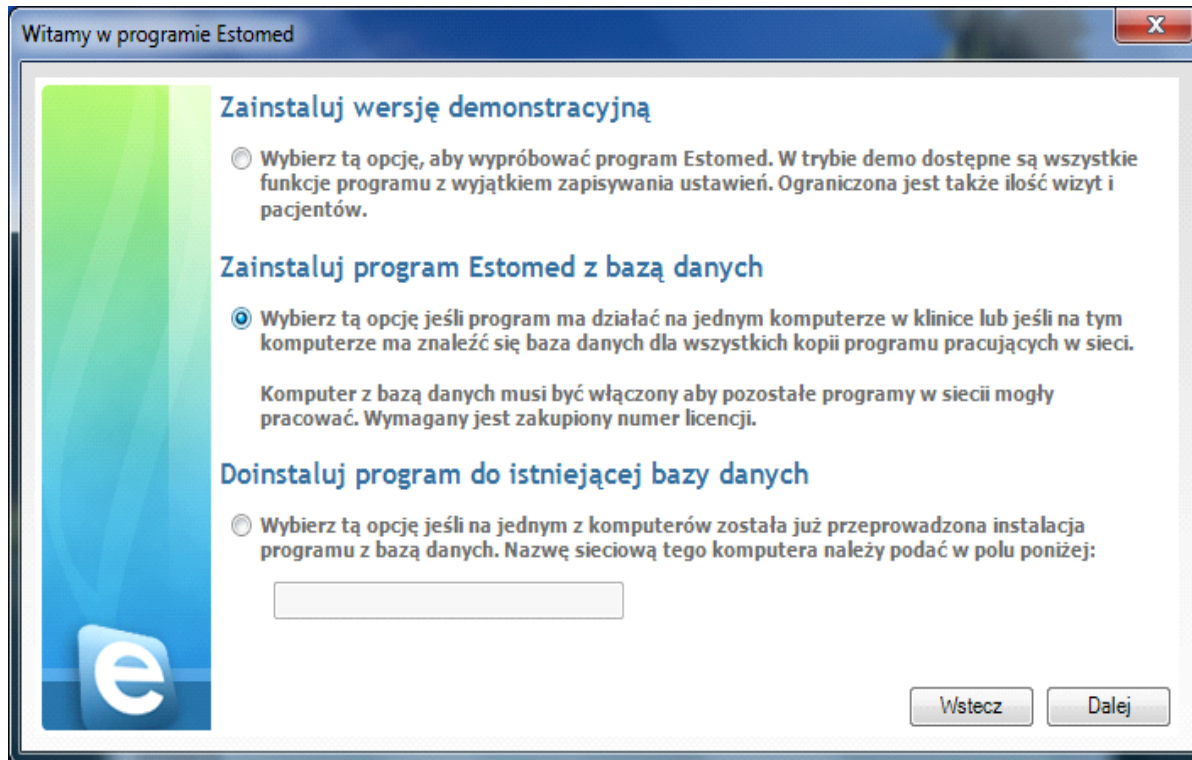 Witamy w programie Estomed
Zainstaluj wersję demonstracyjną
Wybierz tą opcję, aby wypróbować program Estomed. W trybie demo dostępne są wszystkie
funkcje programu z wyjątkiem zapisywania ustawień. Ograniczona jest także ilość wizyt i
pacjentów.
Zainstaluj program Estomed z bazą danych
Wybierz tą opcję jeśli program ma działać na jednym komputerze w klinice lub jeśli na tym
komputerze ma znaleźć się baza danych dla wszystkich kopii programu pracujących w sieci.
Komputer z bazą danych musi być włączony aby pozostałe programy w siecii mogły
pracować. Wymagany jest zakupiony numer licencji.
Doinstaluj program do istniejącej bazy danych
Wybierz tą opcję jeśli na jednym z komputerów została już przeprowadzona instalacja
programu z bazą danych. Nazwę sieciową tego komputera należy podać w polu poniżej:
e
Wstecz Dalej